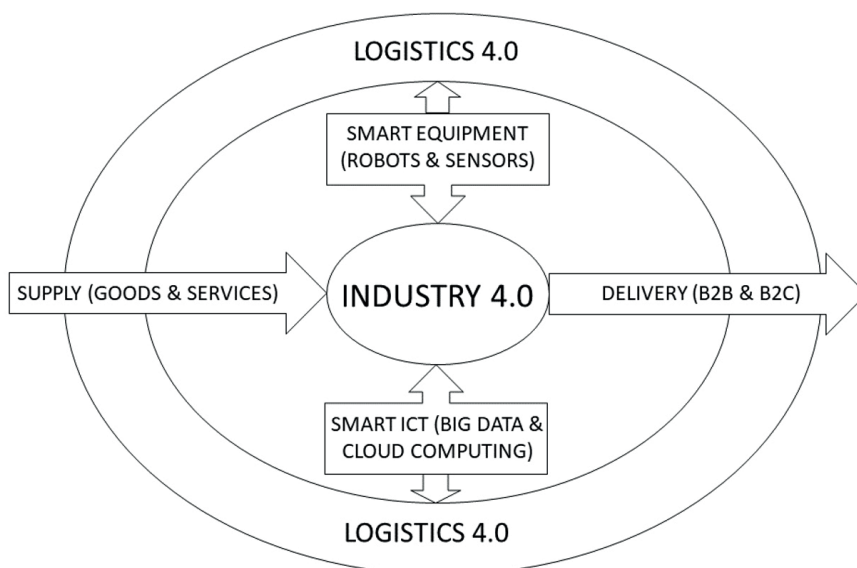 LOGISTICS 4.0
SMART EQUIPMENT
(ROBOTS & SENSORS)
SUPPLY (GOODS & SERVICES)
INDUSTRY 4.0
DELIVERY (B2B & B2C)
SMART ICT (BIG DATA &
CLOUD COMPUTING)
LOGISTICS 4.0